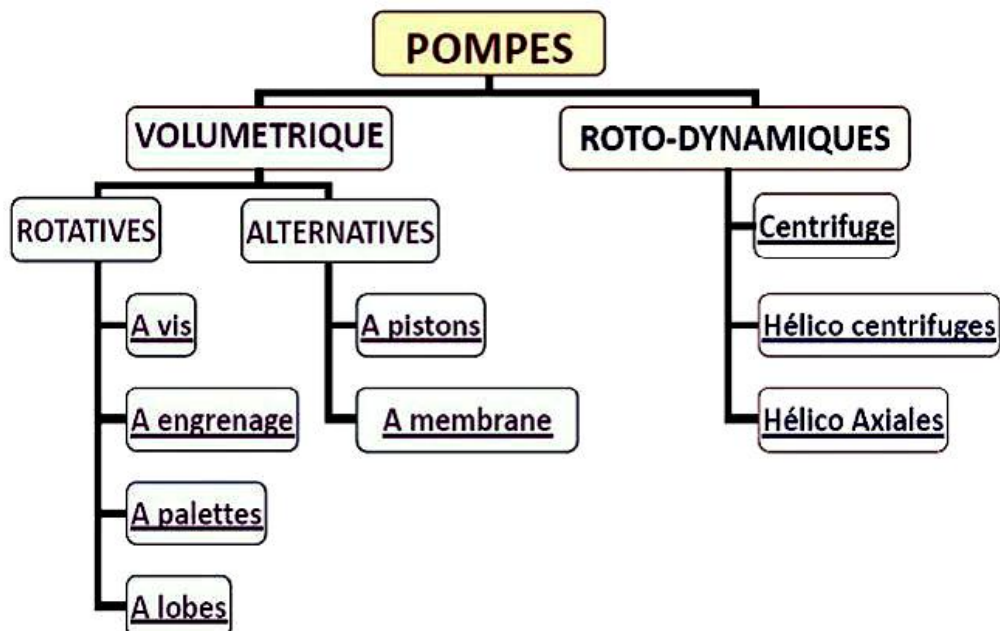 POMPES
VOLUMETRIQUE
ROTO-DYNAMIQUES
ROTATIVES
ALTERNATIVES
Centrifuge
A vis
A pistons
Hélico centrifuges
A engrenage
A membrane
Hélico Axiales
A palettes
A lobes